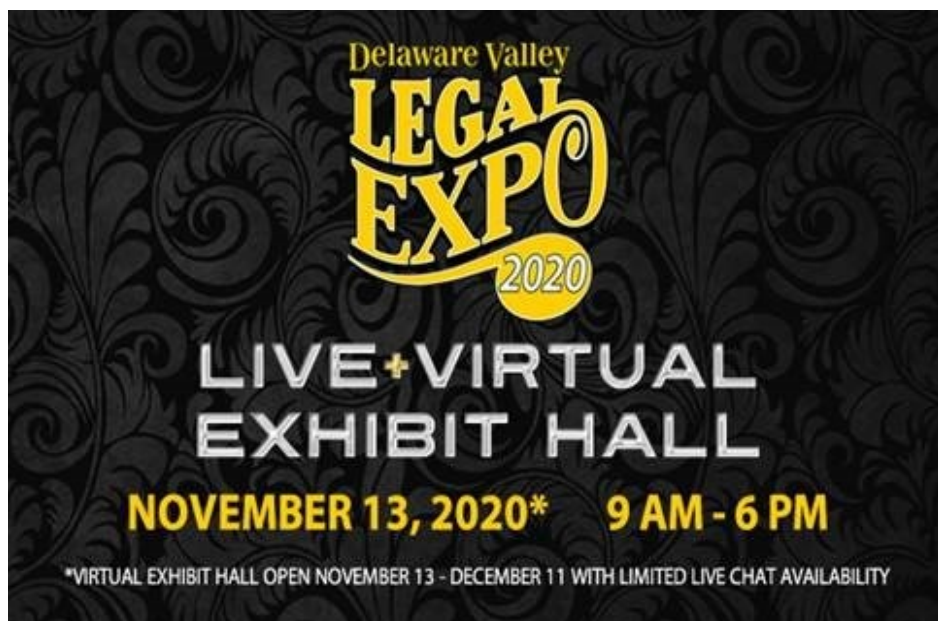 Delaware Valley
LEGAL
EXPO
2020
LIVE+VIRTUAL
EXHIBIT HALL
NOVEMBER 13, 2020* 9 AM - 6 PM
*VIRTUAL EXHIBIT HALL OPEN NOVEMBER 13 - DECEMBER 11 WITH LIMITED LIVE CHAT AVAILABILITY